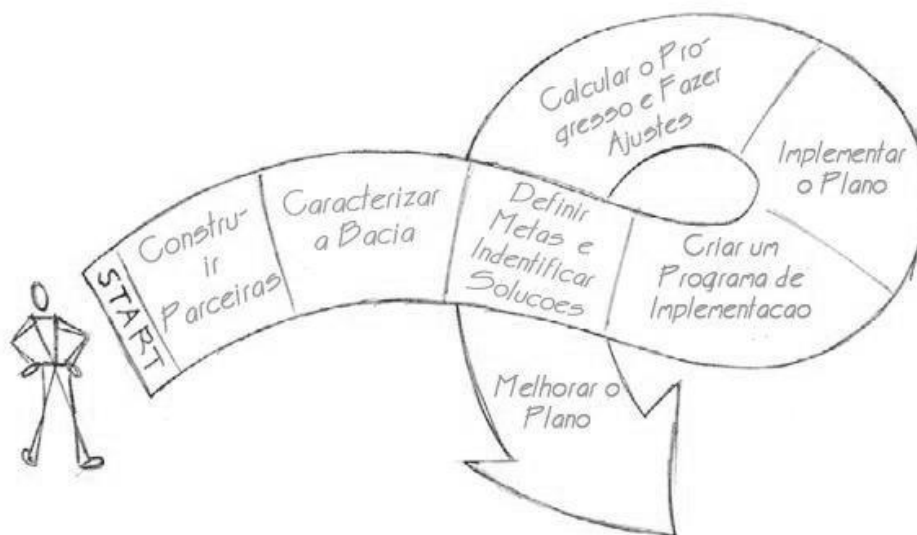 START
Constru-
ir
Parceiras
Caracterizar
a Bacia
Definir
Metas e
Indentificar
Solucoes
Criar um
Programa de
Implementacao
Implementar
o Plano
Calcular o Pro-
gresso e Fazer
Ajustes
Melhorar o
Plano